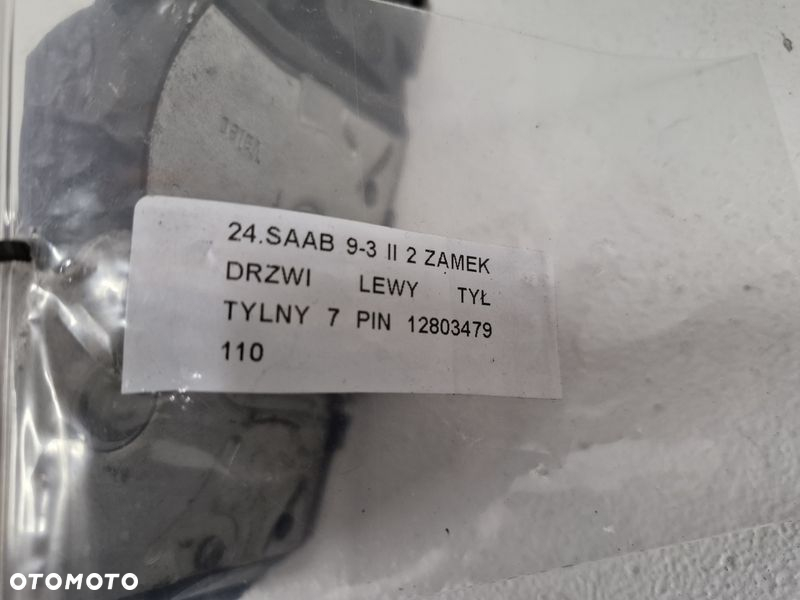 24.SAAB 9-3 II 2 ZAMEK
DRZWI LEWY TYŁ
TYLNY 7 PIN 12803479
110
OTOMOTO